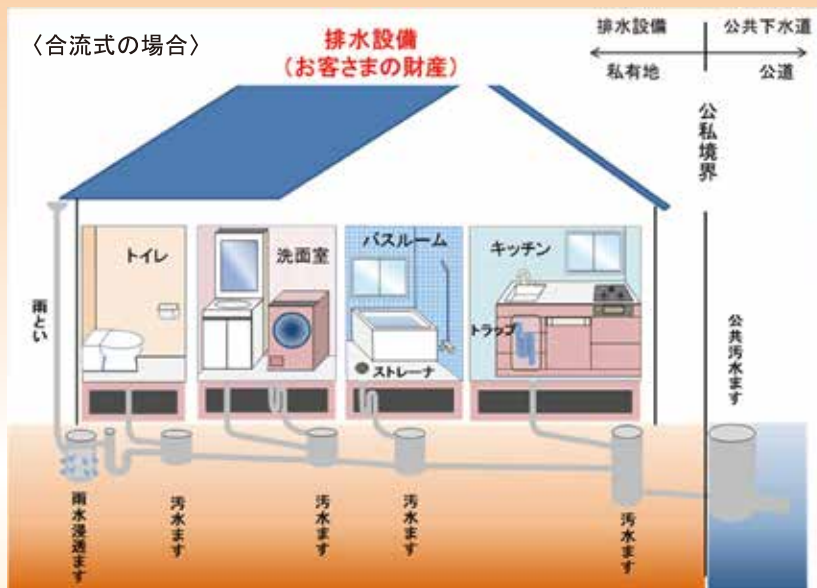 〈合流式の場合〉
排水設備
(お客さまの財産)
排水設備
公共下水道
私有地
公道
公私境界
トイレ
洗面室
バスルーム
キッチン
トラップ
ストレーナ
雨とい
公共汚水ます
雨水浸透ます
汚水ます
汚水ます
汚水ます
汚水ます